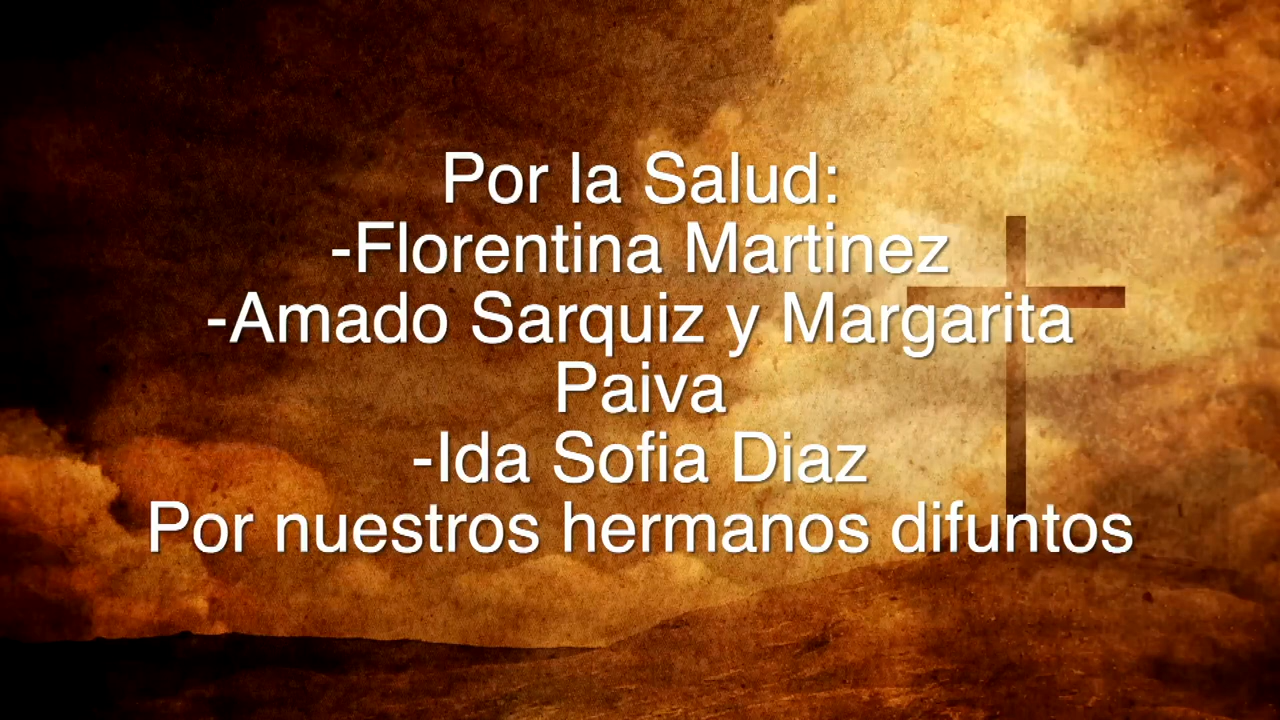 Por la Salud:
-Florentina Martinez
-Amado Sarquiz y Margarita
Paiva
-Ida Sofia Diaz
Por nuestros hermanos difuntos